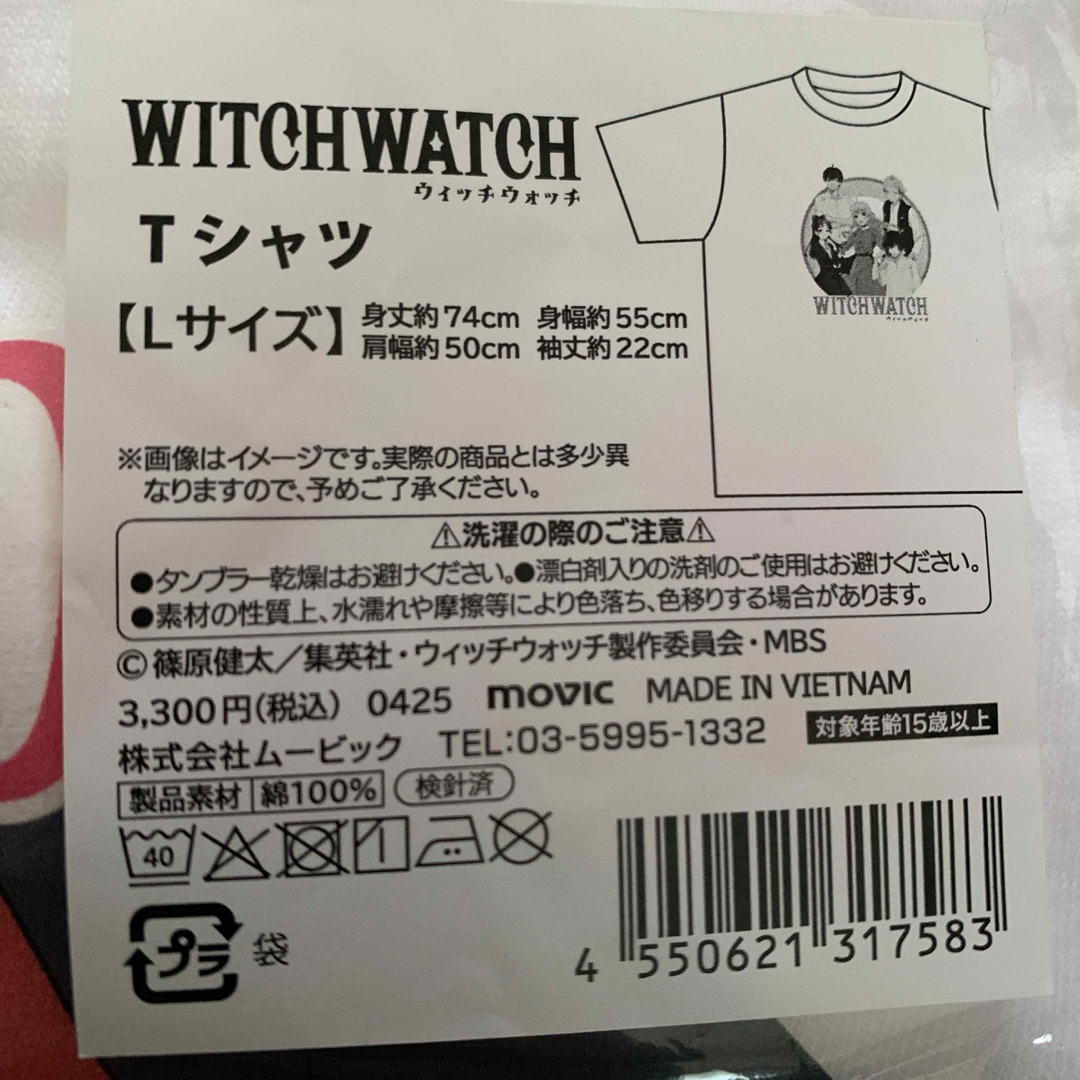 WITCHWATCH
ウィッチウォッチ
Tシャツ
【Lサイズ】
身丈約74cm 身幅約55cm
肩幅約50cm 袖丈約22cm
WITCHWATCH
ウィッチウォッチ
※画像はイメージです。実際の商品とは多少異
なりますので、予めご了承ください。
⚠洗濯の際のご注意⚠
●タンブラー乾燥はお避けください。●漂白剤入りの洗剤のご使用はお避けください。
●素材の性質上、水濡れや摩擦等により色落ち、色移りする場合があります。
©篠原健太／集英社・ウィッチウォッチ製作委員会・MBS
3,300円(税込) 0425 movic MADE IN VIETNAM
株式会社ムービック TEL:03-5995-1332 対象年齢15歳以上
製品素材 綿100% 検針済
40
プラ 袋
4 550621 317583